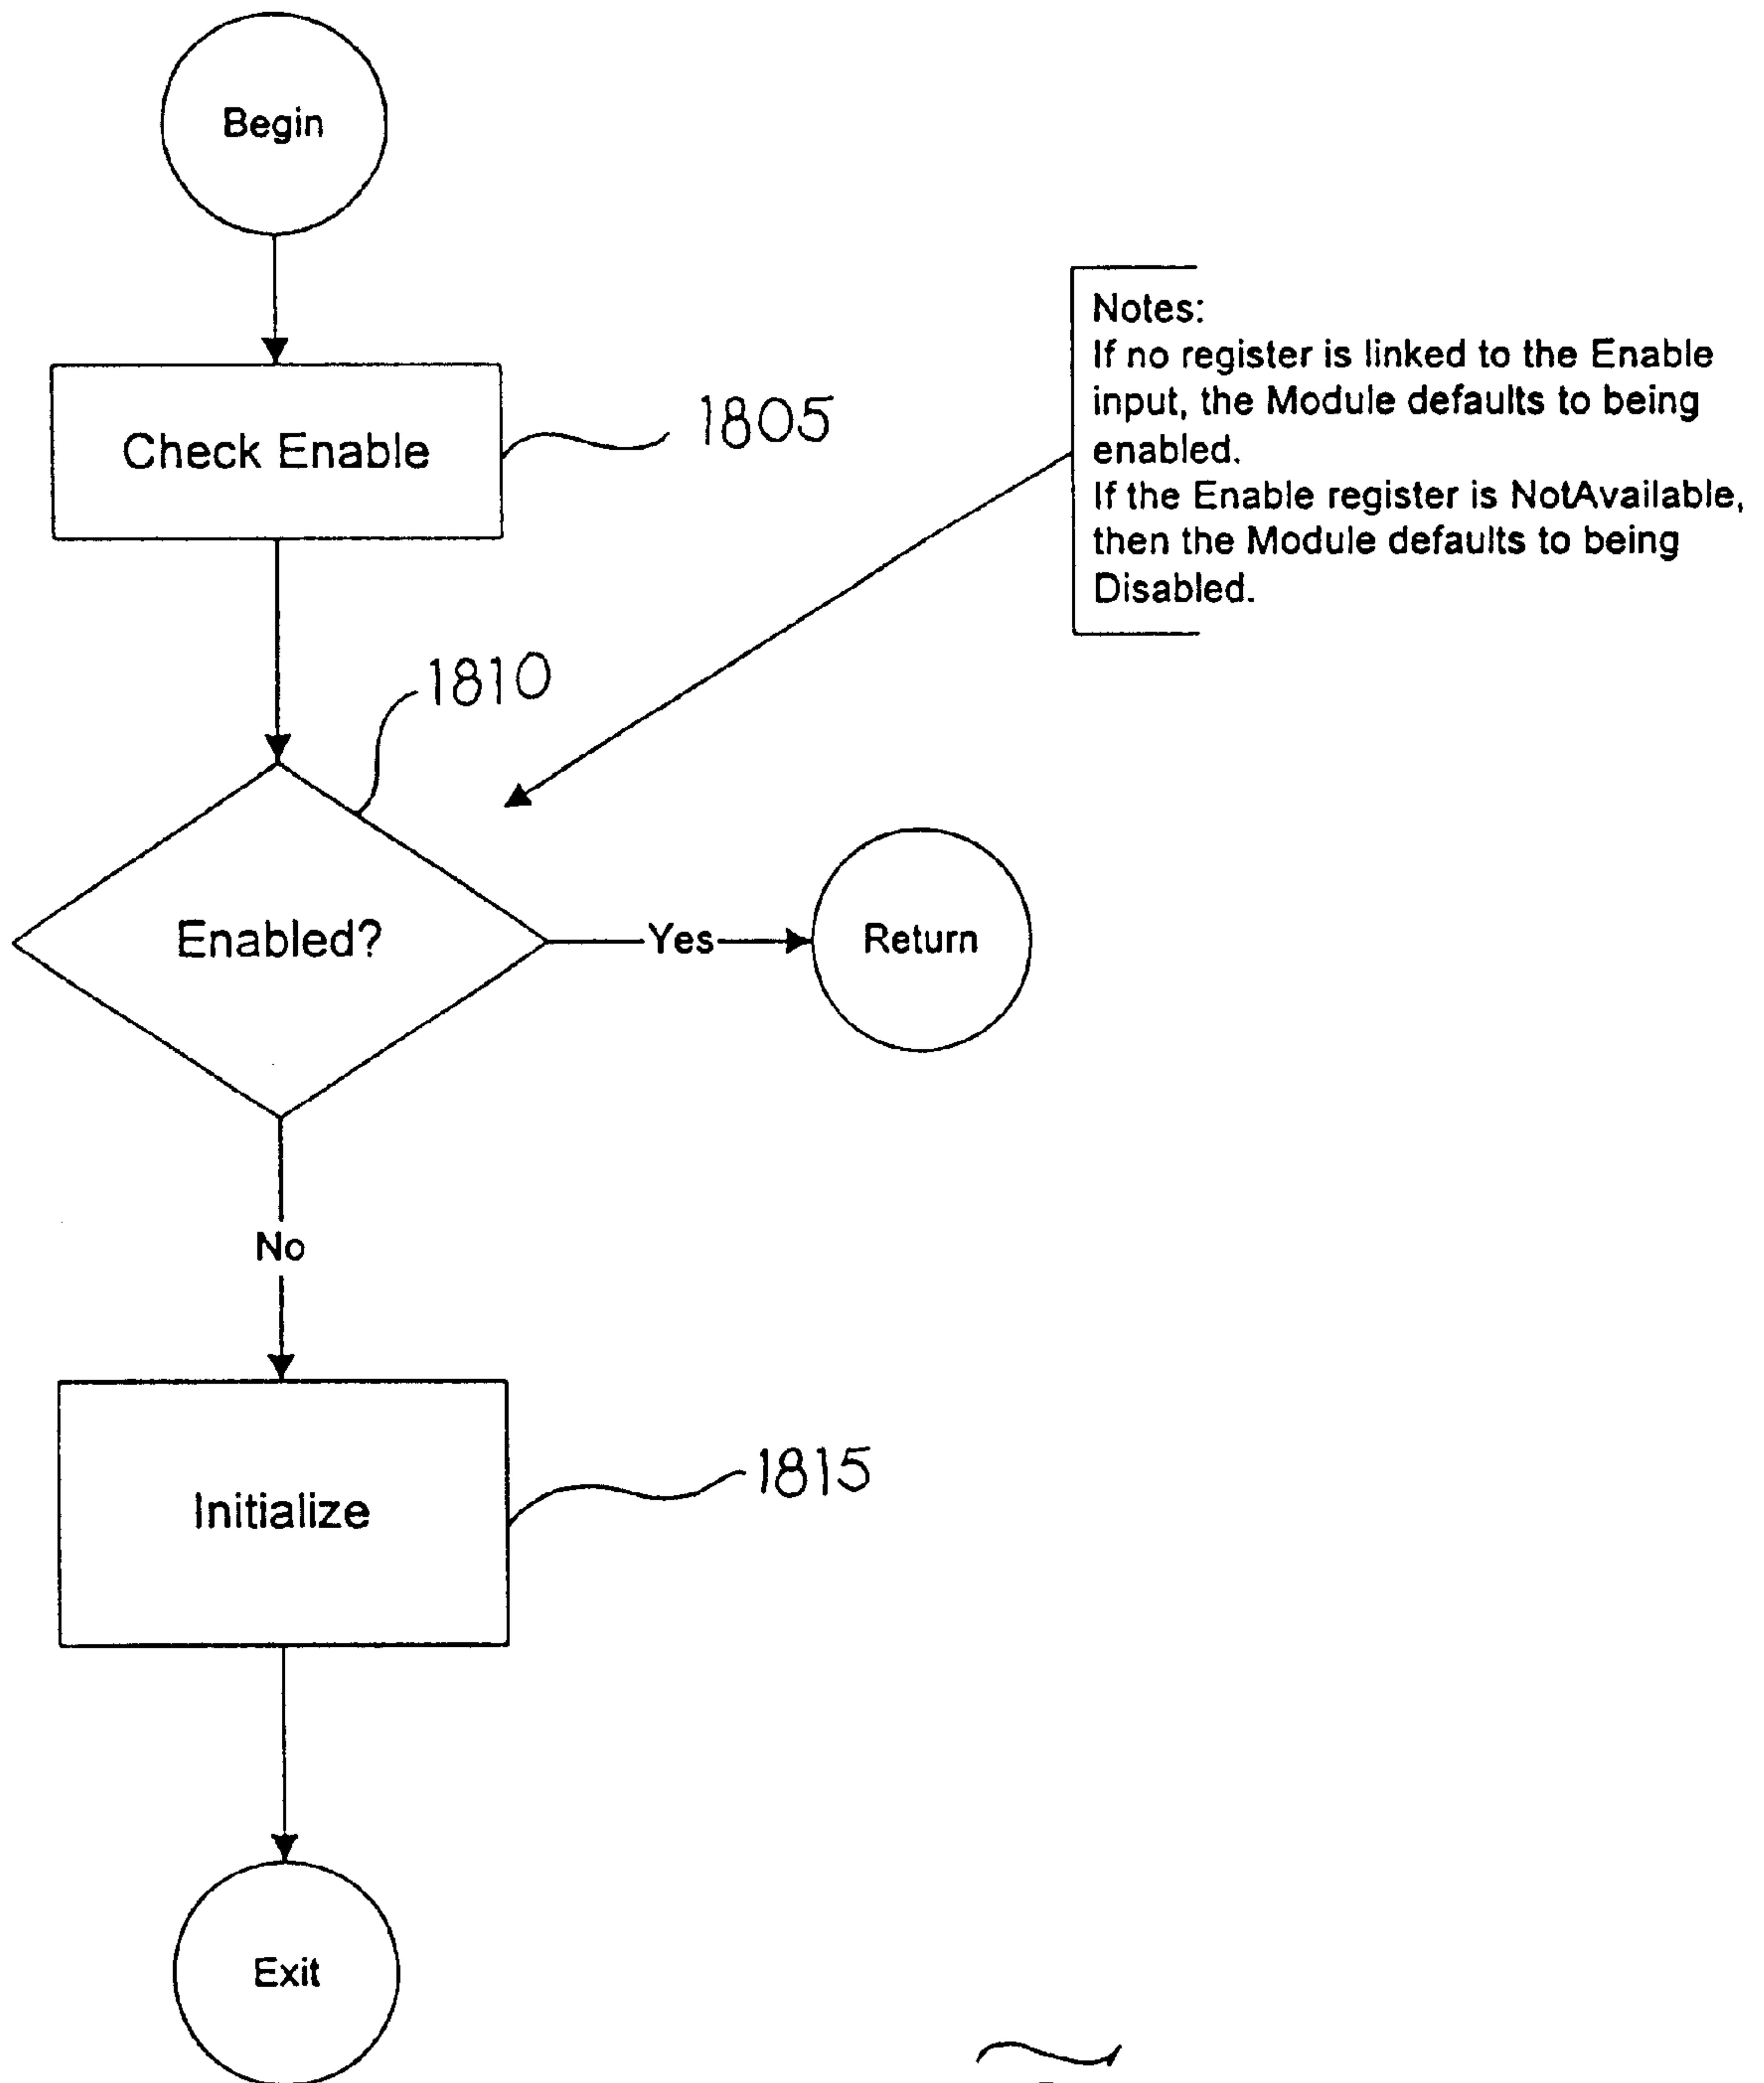 Begin
Check Enable
1805
Notes:
If no register is linked to the Enable
input, the Module defaults to being
enabled.
If the Enable register is NotAvailable,
then the Module defaults to being
Disabled.
1810
Enabled?
Yes
Return
No
Initialize
1815
Exit